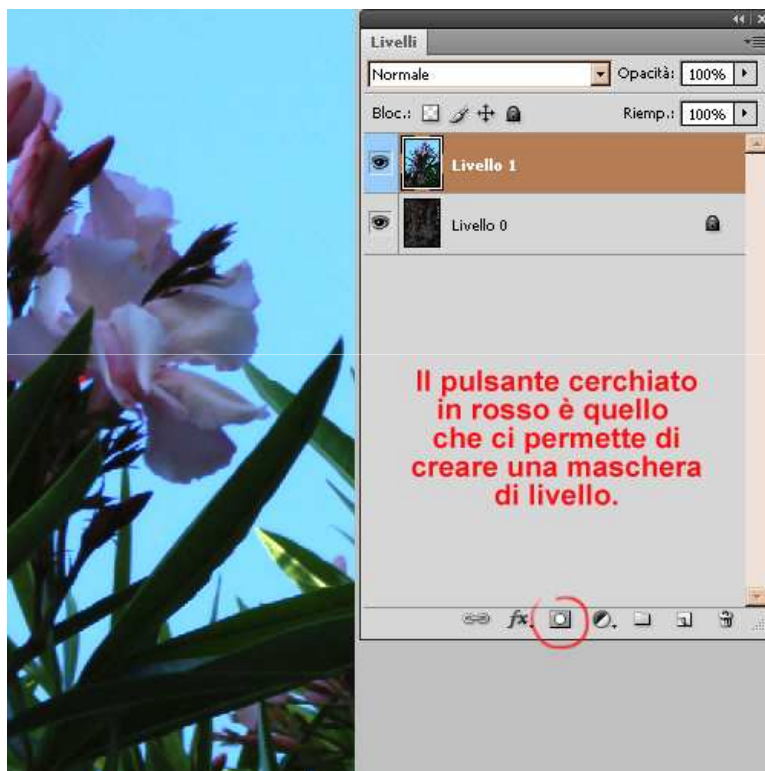 Livelli
Normale Opacità: 100%
Bloc.: Riemp.: 100%
Livello 1
Livello 0
Il pulsante cerchiato
in rosso è quello
che ci permette di
creare una maschera
di livello.
fx.